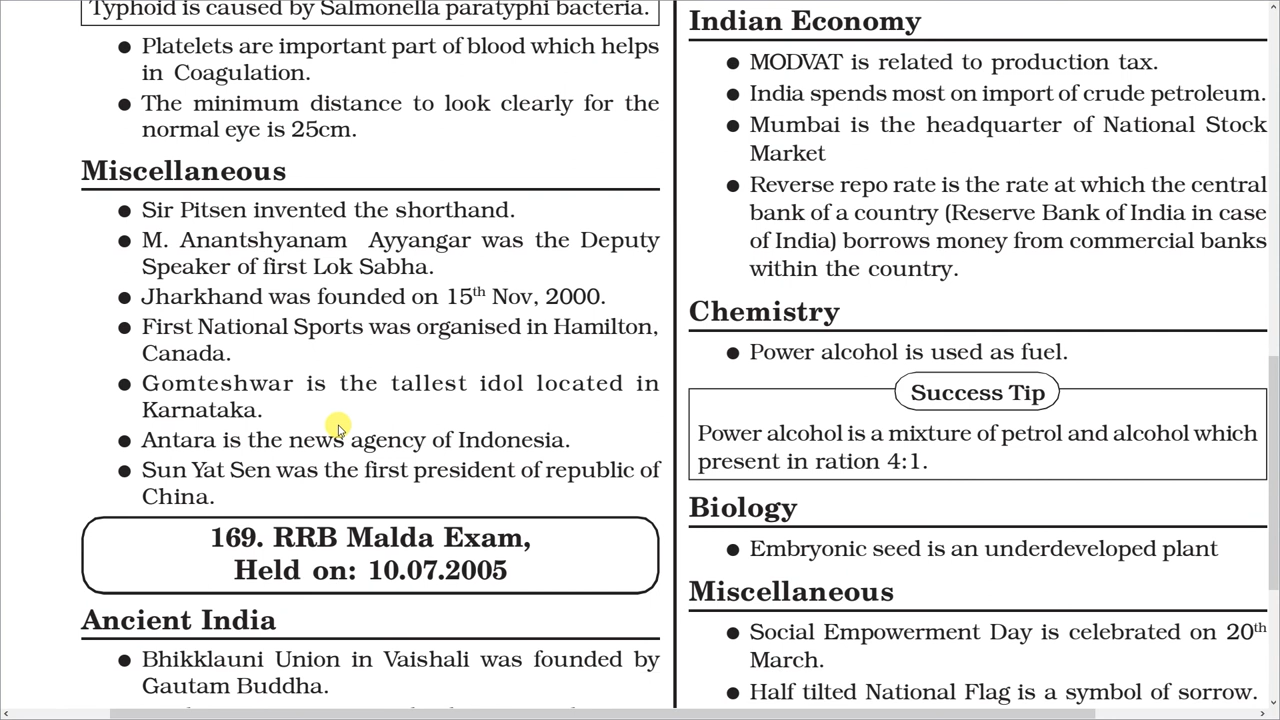 Typhoid is caused by Salmonella paratyphi bacteria.
● Platelets are important part of blood which helps
in Coagulation.
● The minimum distance to look clearly for the
normal eye is 25cm.
Miscellaneous
● Sir Pitsen invented the shorthand.
● M. Anantshyanam Ayyangar was the Deputy
Speaker of first Lok Sabha.
● Jharkhand was founded on 15th Nov, 2000.
● First National Sports was organised in Hamilton,
Canada.
● Gomteshwar is the tallest idol located in
Karnataka.
● Antara is the news agency of Indonesia.
● Sun Yat Sen was the first president of republic of
China.
169. RRB Malda Exam,
Held on: 10.07.2005
Ancient India
● Bhikklauni Union in Vaishali was founded by
Gautam Buddha.
Indian Economy
● MODVAT is related to production tax.
● India spends most on import of crude petroleum.
● Mumbai is the headquarter of National Stock
Market
● Reverse repo rate is the rate at which the central
bank of a country (Reserve Bank of India in case
of India) borrows money from commercial banks
within the country.
Chemistry
● Power alcohol is used as fuel.
Success Tip
Power alcohol is a mixture of petrol and alcohol which
present in ration 4:1.
Biology
● Embryonic seed is an underdeveloped plant
Miscellaneous
● Social Empowerment Day is celebrated on 20th
March.
● Half tilted National Flag is a symbol of sorrow.